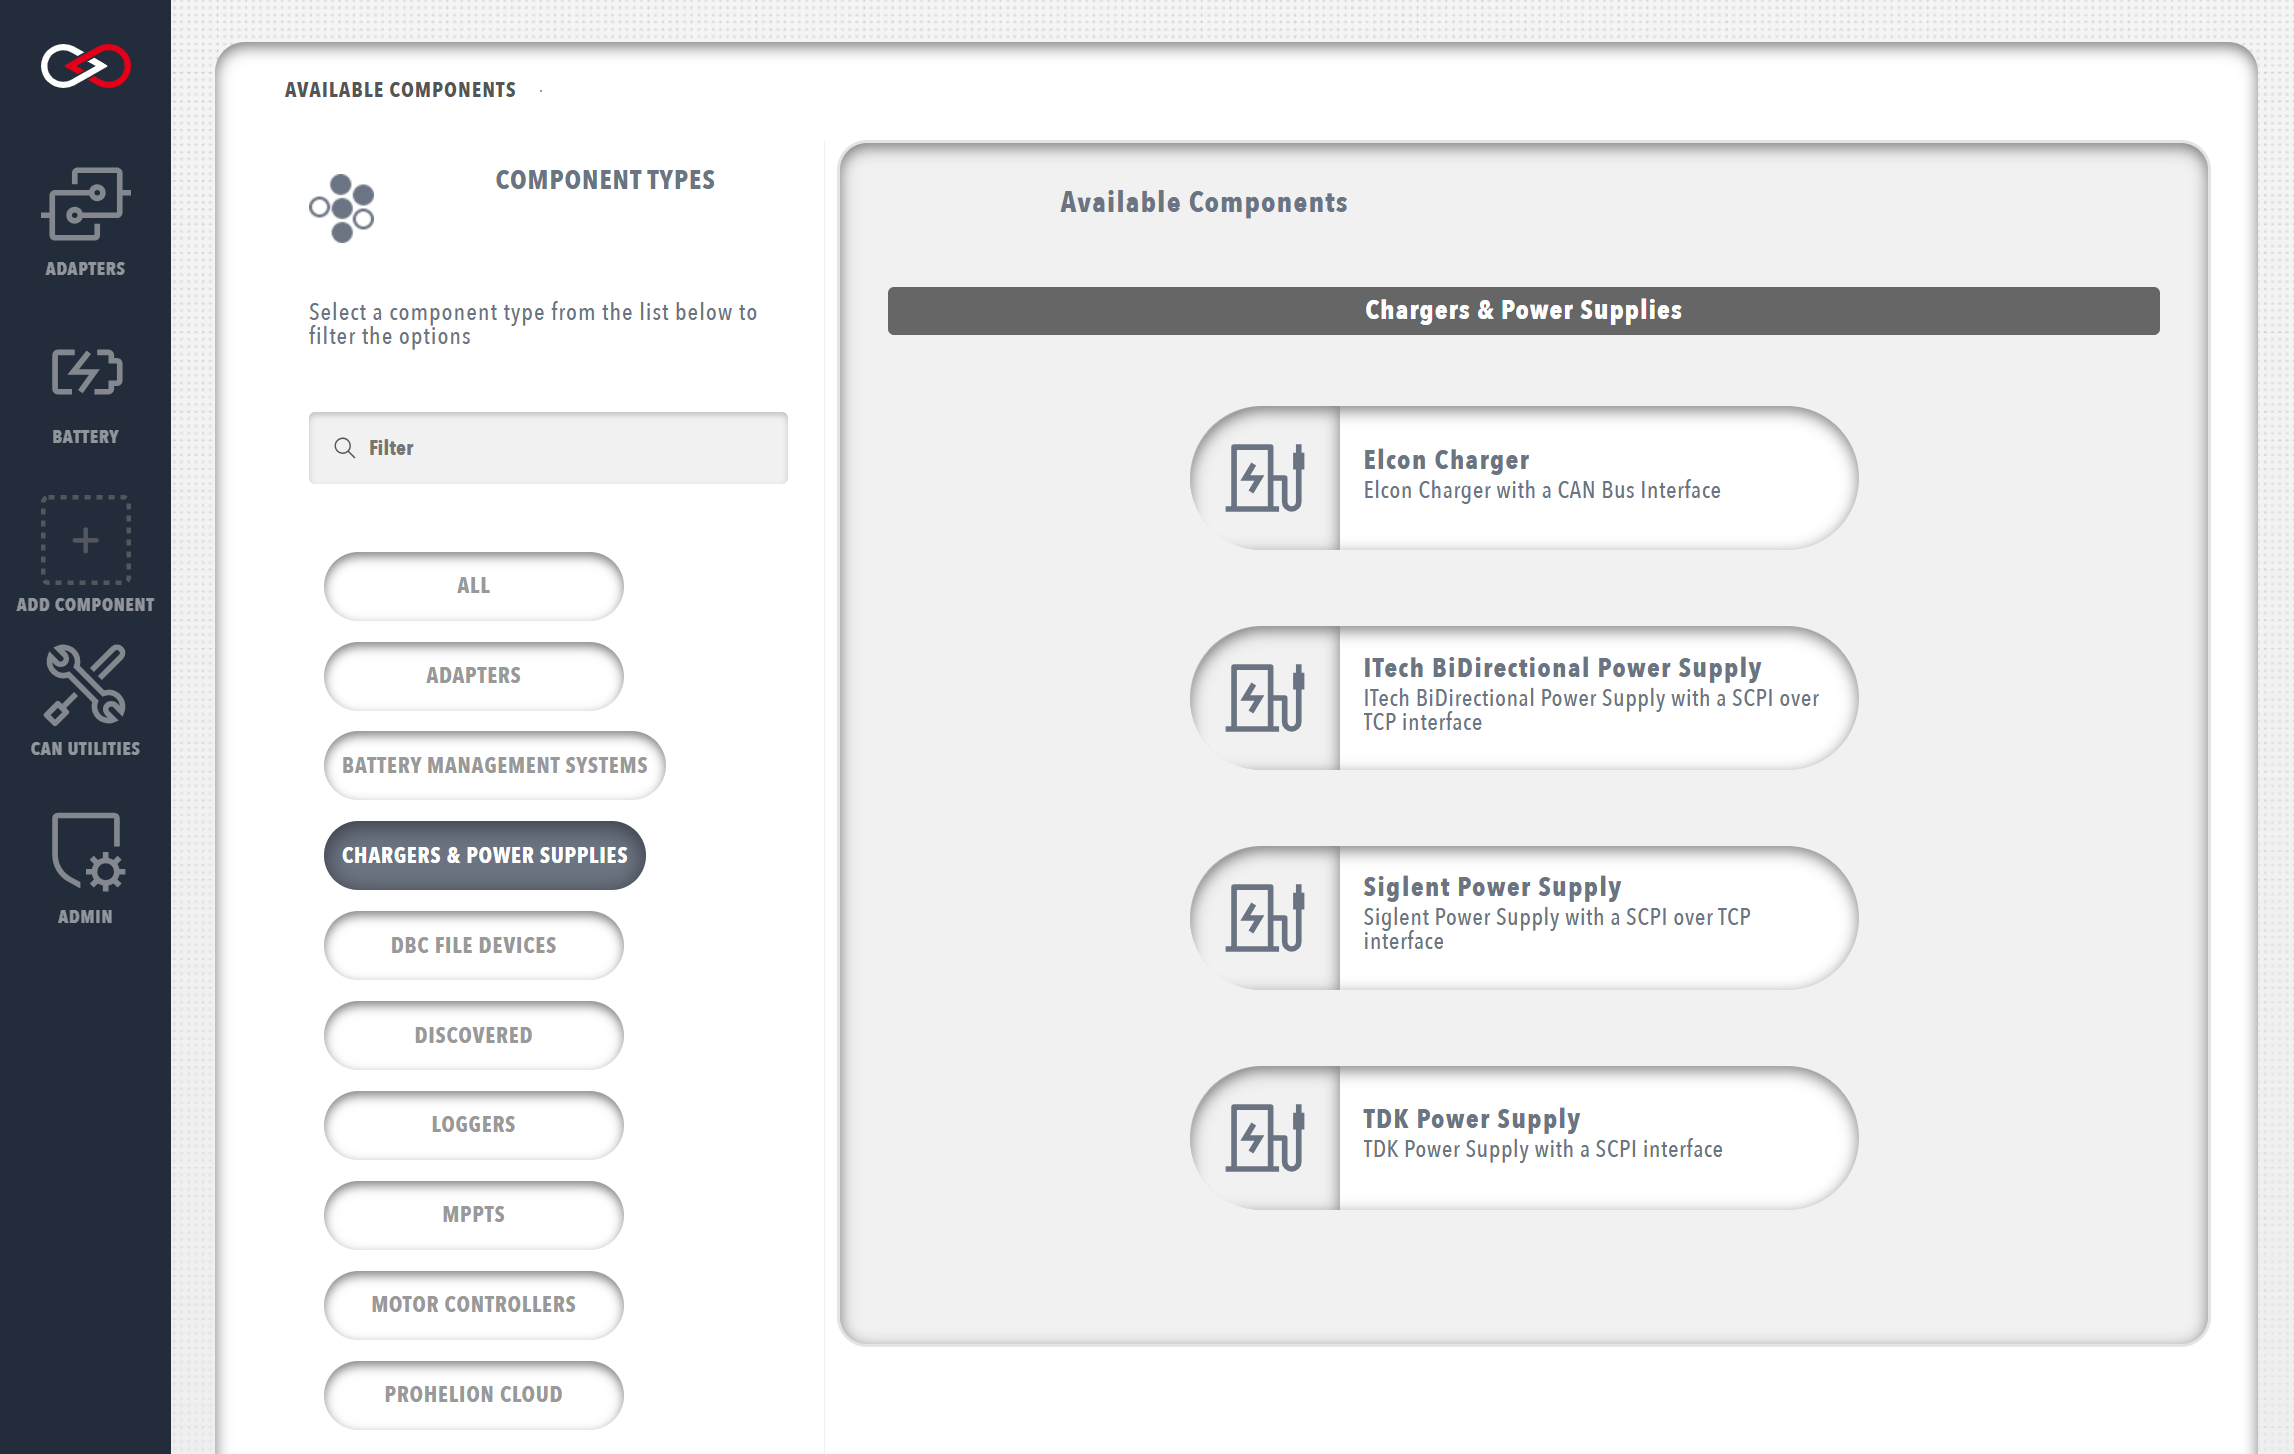 AVAILABLE COMPONENTS
ADAPTERS
BATTERY
ADD COMPONENT
CAN UTILITIES
ADMIN
COMPONENT TYPES
Select a component type from the list below to
filter the options
Filter
ALL
ADAPTERS
BATTERY MANAGEMENT SYSTEMS
CHARGERS & POWER SUPPLIES
DBC FILE DEVICES
DISCOVERED
LOGGERS
MPPTS
MOTOR CONTROLLERS
PROHELION CLOUD
Available Components
Chargers & Power Supplies
Elcon Charger
Elcon Charger with a CAN Bus Interface
ITech BiDirectional Power Supply
ITech BiDirectional Power Supply with a SCPI over
TCP interface
Siglent Power Supply
Siglent Power Supply with a SCPI over TCP
interface
TDK Power Supply
TDK Power Supply with a SCPI interface